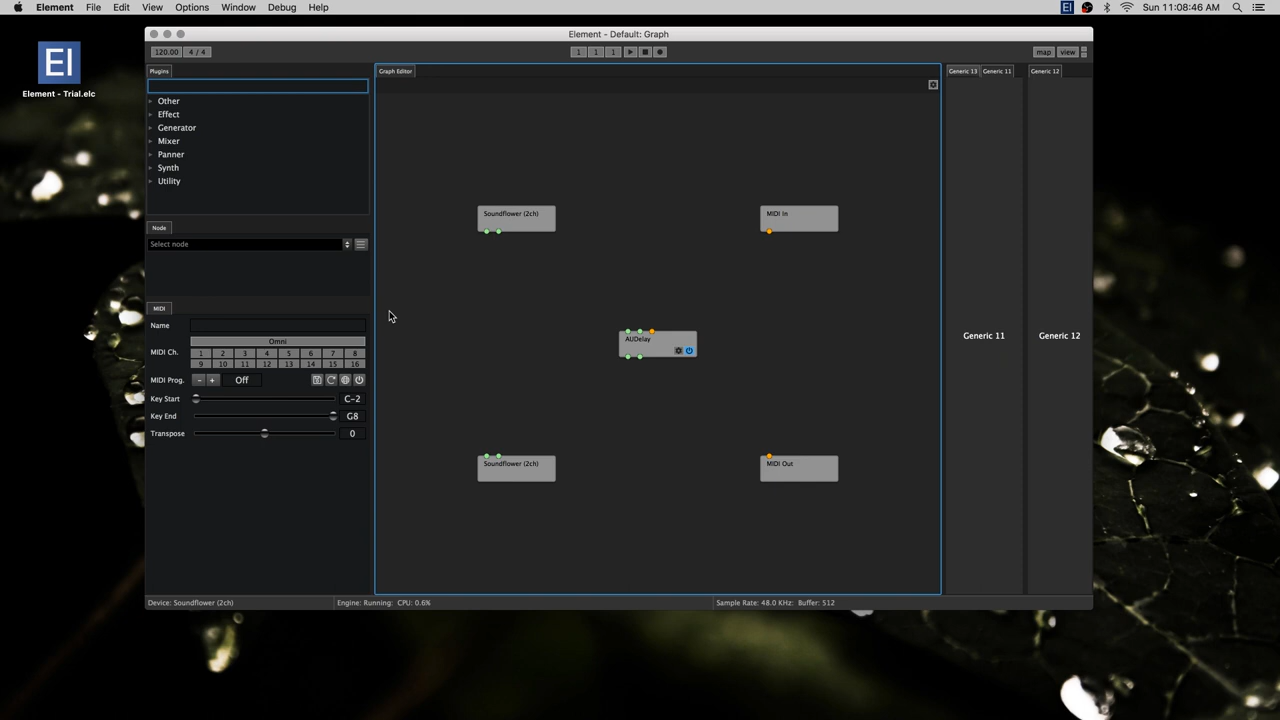 Element File Edit View Options Window Debug Help
El Sun 11:08:46 AM
Element - Default: Graph
120.00 4 / 4 1 1 1 map view
El
Element - Trial.elc
Plugins
Other
Effect
Generator
Mixer
Panner
Synth
Utility
Node
Select node
MIDI
Name
Omni
MIDI Ch. 1 2 3 4 5 6 7 8
9 10 11 12 13 14 15 16
MIDI Prog. - + Off
Key Start C-2
Key End G8
Transpose 0
Graph Editor
Soundflower (2ch)
MIDI In
AUDelay
Soundflower (2ch)
MIDI Out
Generic 13 Generic 11 Generic 12
Generic 11 Generic 12
Device: Soundflower (2ch) Engine: Running: CPU: 0.6% Sample Rate: 48.0 KHz: Buffer: 512